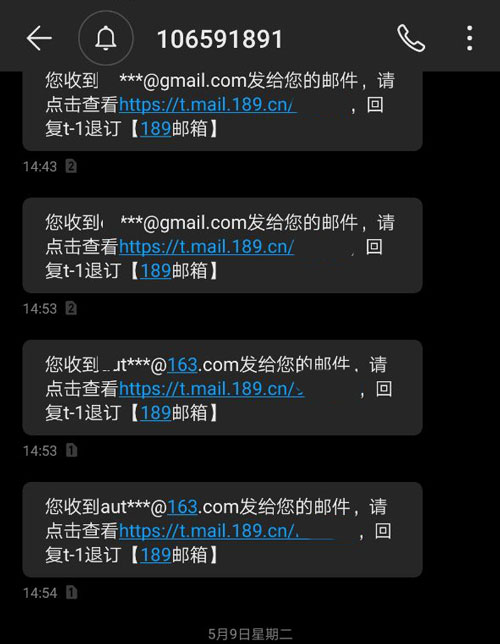 106591891
您收到 ***@gmail.com发给您的邮件，请
点击查看https://t.mail.189.cn/ ，回
复t-1退订【189邮箱】
14:43 2
您收到 ***@gmail.com发给您的邮件，请
点击查看https://t.mail.189.cn/ 回
复t-1退订【189邮箱】
14:53 2
您收到 ut***@163.com发给您的邮件，请
点击查看https://t.mail.189.cn/ ，回
复t-1退订【189邮箱】
14:53 1
您收到aut***@163.com发给您的邮件，请
点击查看https://t.mail.189.cn/ ，回
复t-1退订【189邮箱】
14:54 1
5月9日星期二